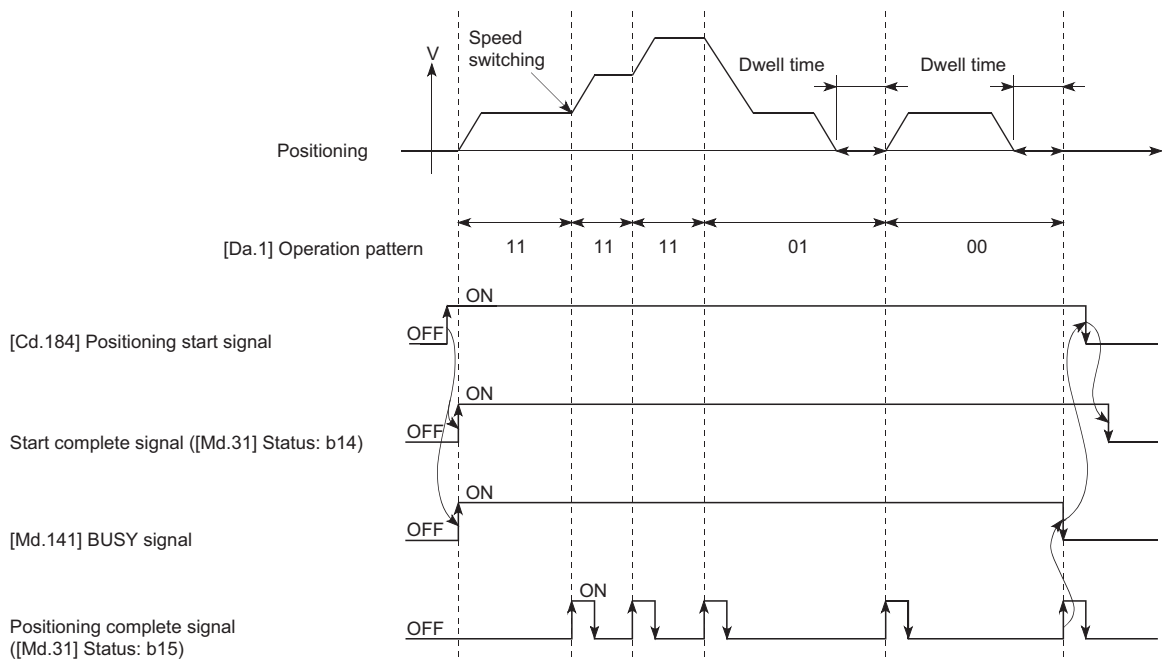 Speed
switching
V
Dwell time
Dwell time
Positioning
[Da.1] Operation pattern
11
11
11
01
00
ON
OFF
[Cd.184] Positioning start signal
ON
OFF
Start complete signal ([Md.31] Status: b14)
ON
OFF
[Md.141] BUSY signal
ON
OFF
Positioning complete signal
([Md.31] Status: b15)